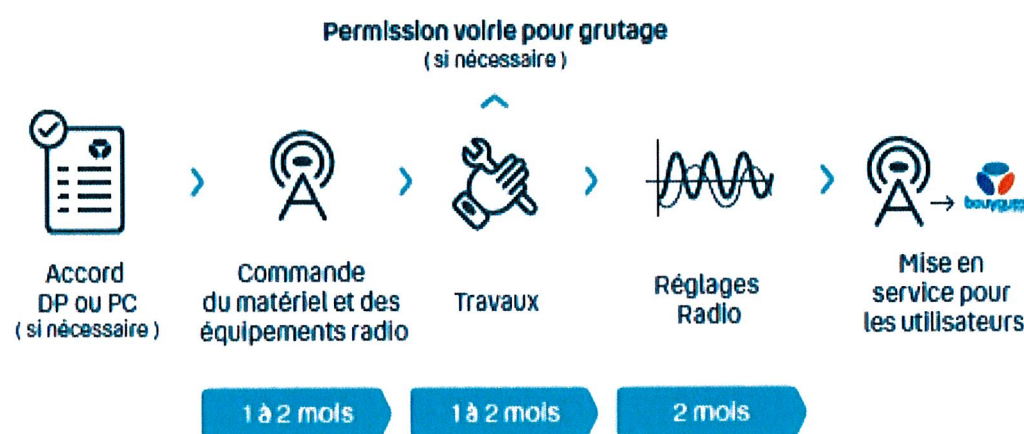 Permission voirie pour grutage
( si nécessaire )
Accord
DP ou PC
( si nécessaire )
Commande
du matériel et des
équipements radio
Travaux
Réglages
Radio
bouygues
Mise en
service pour
les utilisateurs
1 à 2 mois
1 à 2 mois
2 mois